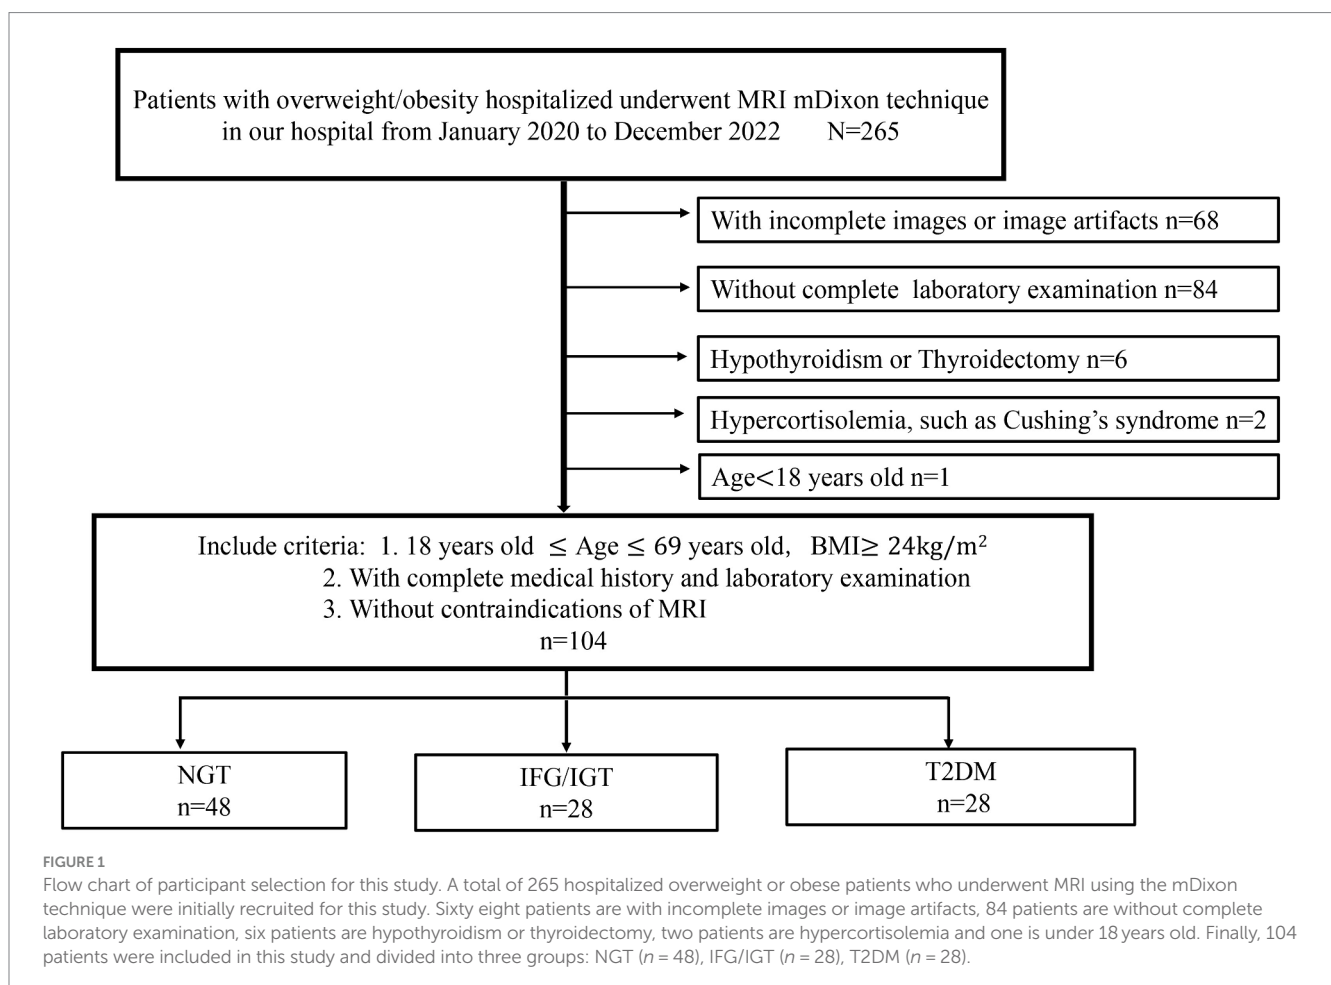 Patients with overweight/obesity hospitalized underwent MRI mDixon technique
in our hospital from January 2020 to December 2022 N=265
With incomplete images or image artifacts n=68
Without complete laboratory examination n=84
Hypothyroidism or Thyroidectomy n=6
Hypercortisolemia, such as Cushing's syndrome n=2
Age<18 years old n=1
Include criteria: 1. 18 years old ≤ Age ≤ 69 years old, BMI≥ 24kg/m²
2. With complete medical history and laboratory examination
3. Without contraindications of MRI
n=104
NGT
n=48
IFG/IGT
n=28
T2DM
n=28
FIGURE 1
Flow chart of participant selection for this study. A total of 265 hospitalized overweight or obese patients who underwent MRI using the mDixon
technique were initially recruited for this study. Sixty eight patients are with incomplete images or image artifacts, 84 patients are without complete
laboratory examination, six patients are hypothyroidism or thyroidectomy, two patients are hypercortisolemia and one is under 18 years old. Finally, 104
patients were included in this study and divided into three groups: NGT (n = 48), IFG/IGT (n = 28), T2DM (n = 28).